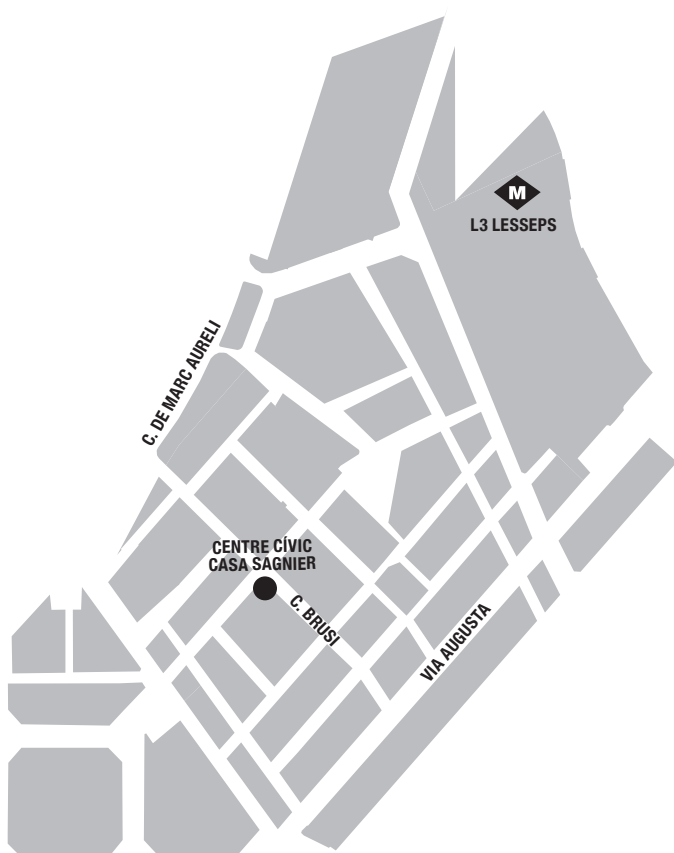 M
L3 LESSEPS
C. DE MARC AURELI
CENTRE CÍVIC
CASA SAGNIER
C. BRUSI
VIA AUGUSTA